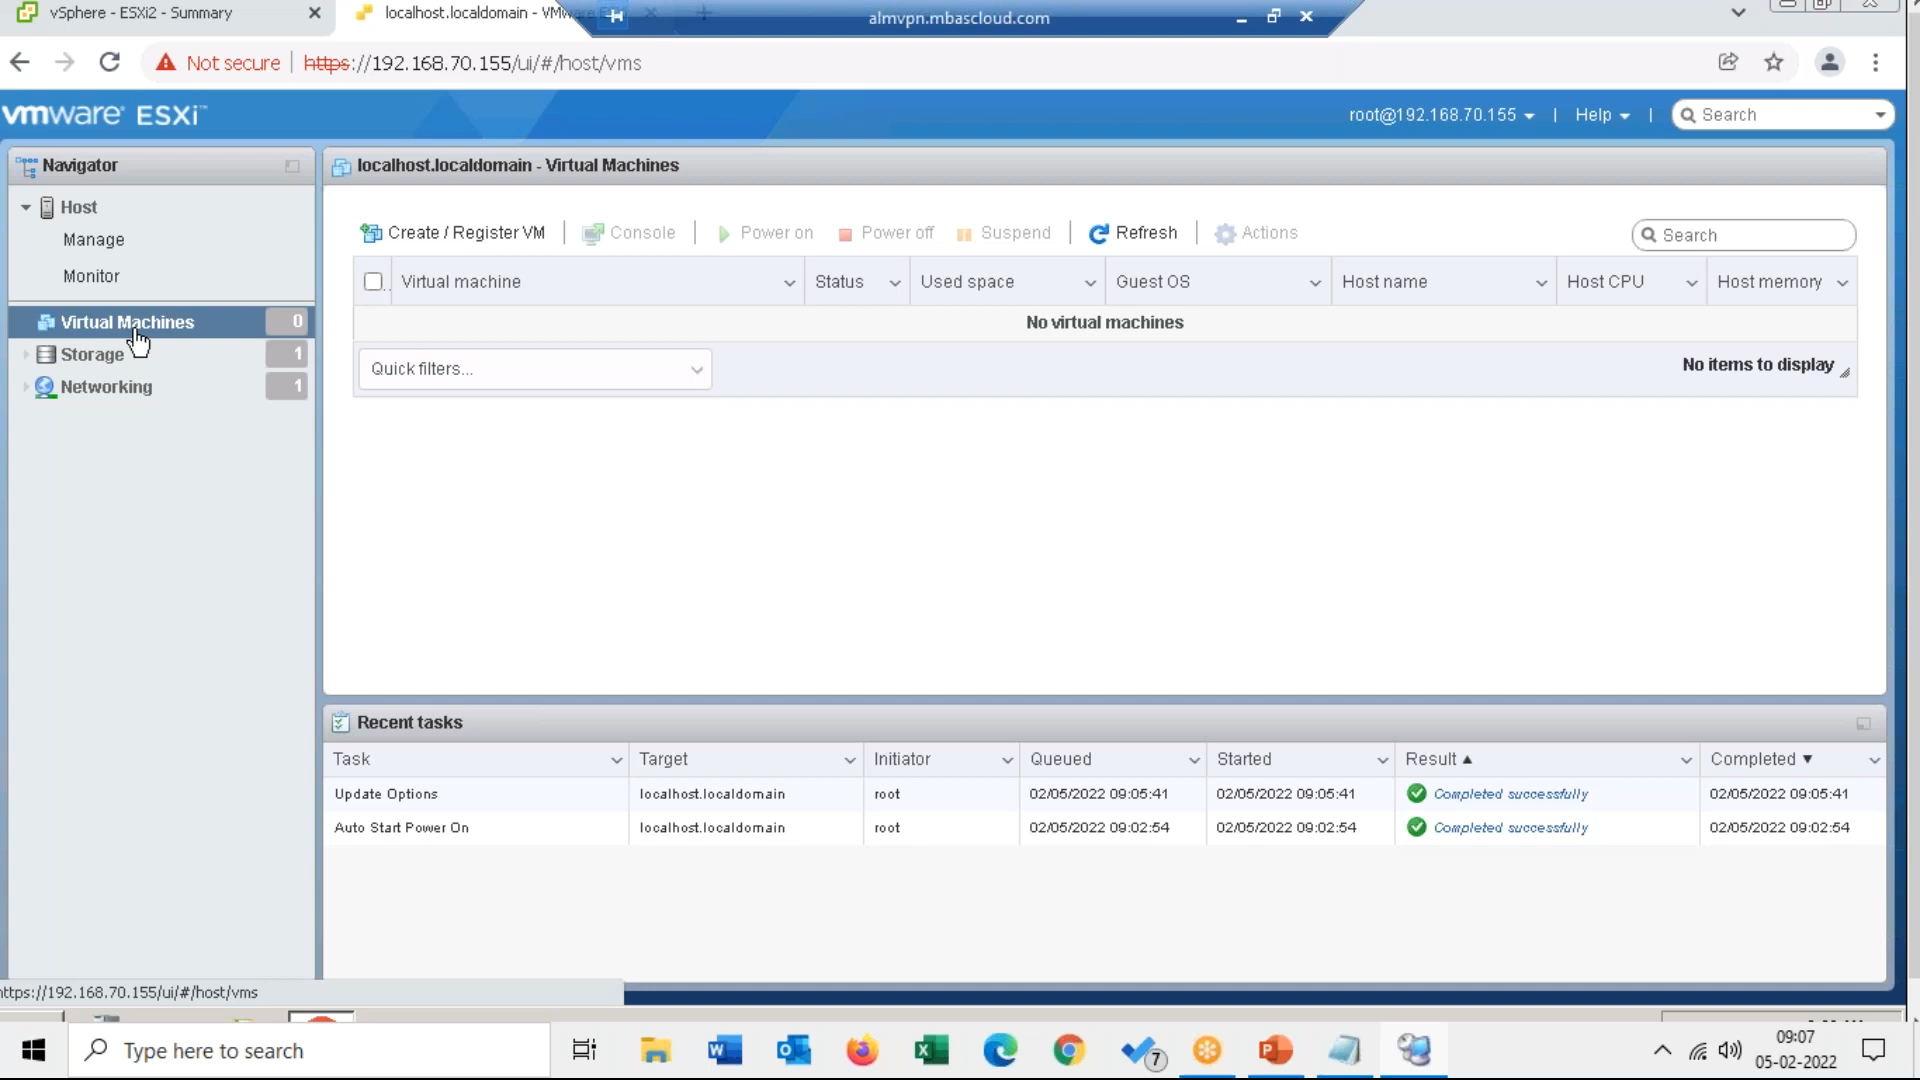 vSphere - ESXi2 - Summary
localhost.localdomain - VMware
almvpn.mbascloud.com
Not secure
https://192.168.70.155/ui/#/host/vms
vmware ESXi™
root@192.168.70.155
|
Help
|
Search
Navigator
Host
Manage
Monitor
Virtual Machines
0
Storage
1
Networking
1
localhost.localdomain - Virtual Machines
Create / Register VM
Console
Power on
Power off
Suspend
Refresh
Actions
Search
Virtual machine
Status
Used space
Guest OS
Host name
Host CPU
Host memory
No virtual machines
Quick filters...
No items to display
Recent tasks
Task
Target
Initiator
Queued
Started
Result ▲
Completed ▼
Update Options
localhost.localdomain
root
02/05/2022 09:05:41
02/05/2022 09:05:41
Completed successfully
02/05/2022 09:05:41
Auto Start Power On
localhost.localdomain
root
02/05/2022 09:02:54
02/05/2022 09:02:54
Completed successfully
02/05/2022 09:02:54
https://192.168.70.155/ui/#/host/vms
Type here to search
7
09:07
05-02-2022